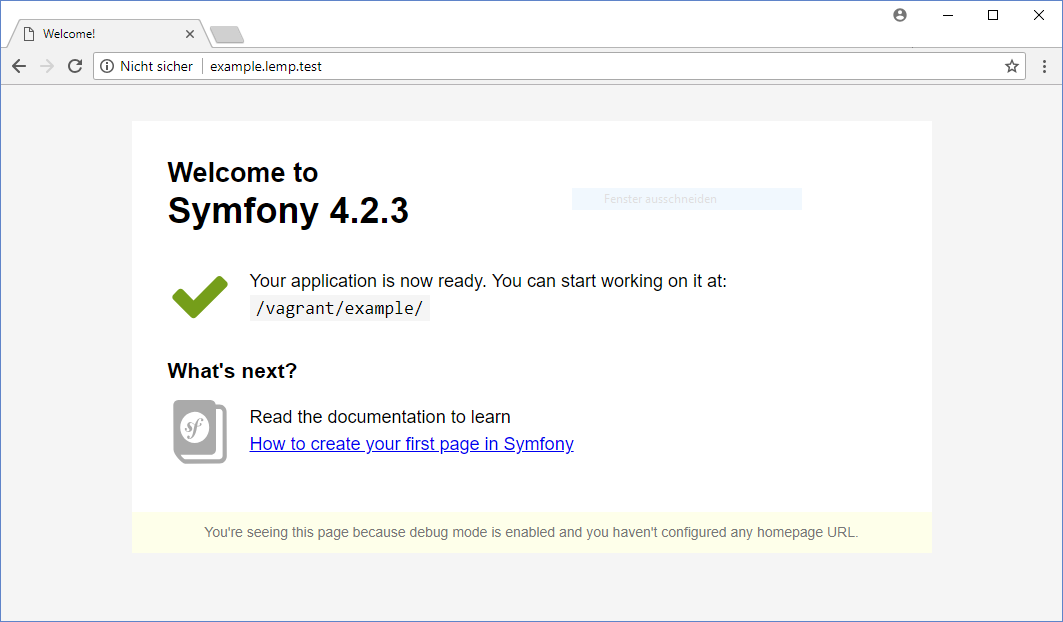 Welcome!
Nicht sicher example.lemp.test
Welcome to
Symfony 4.2.3
Fenster ausschneiden
Your application is now ready. You can start working on it at:
/vagrant/example/
What's next?
sf
Read the documentation to learn
How to create your first page in Symfony
You're seeing this page because debug mode is enabled and you haven't configured any homepage URL.